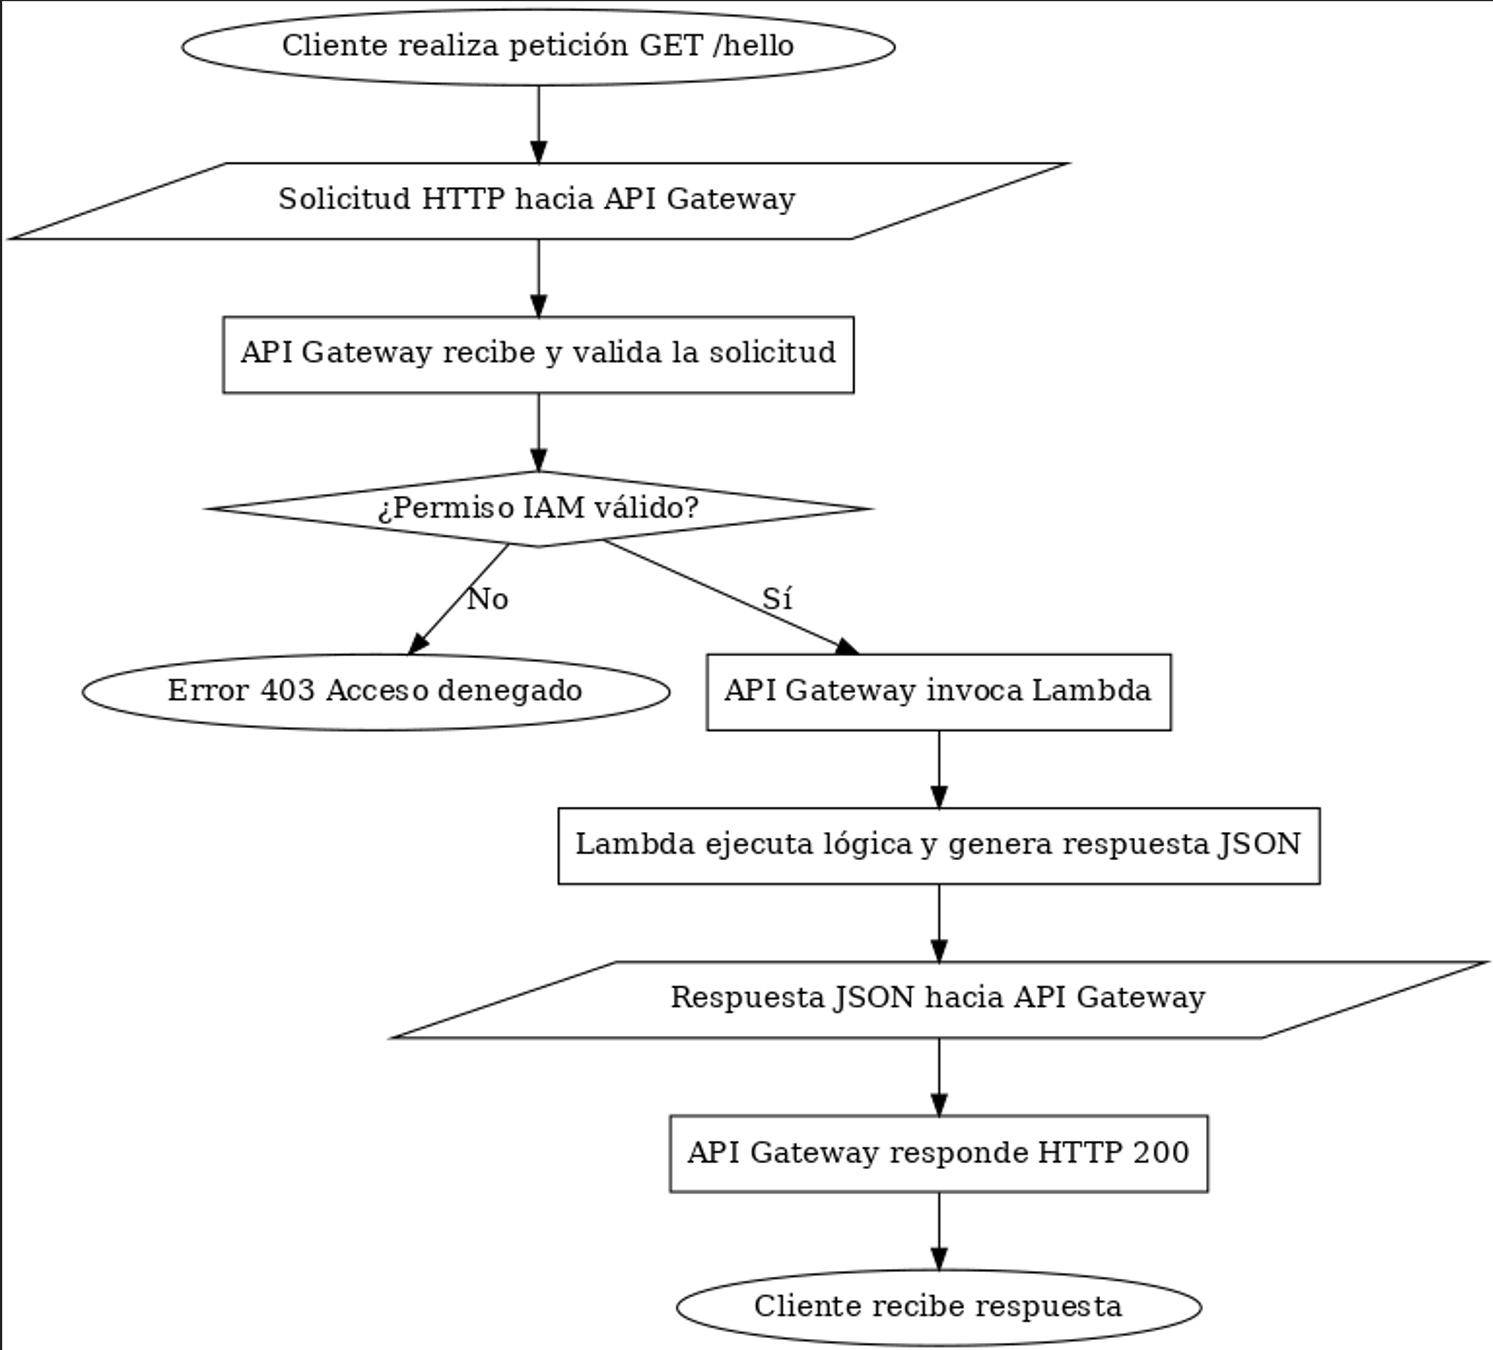 Cliente realiza petición GET /hello
Solicitud HTTP hacia API Gateway
API Gateway recibe y valida la solicitud
¿Permiso IAM válido?
No
Sí
Error 403 Acceso denegado
API Gateway invoca Lambda
Lambda ejecuta lógica y genera respuesta JSON
Respuesta JSON hacia API Gateway
API Gateway responde HTTP 200
Cliente recibe respuesta